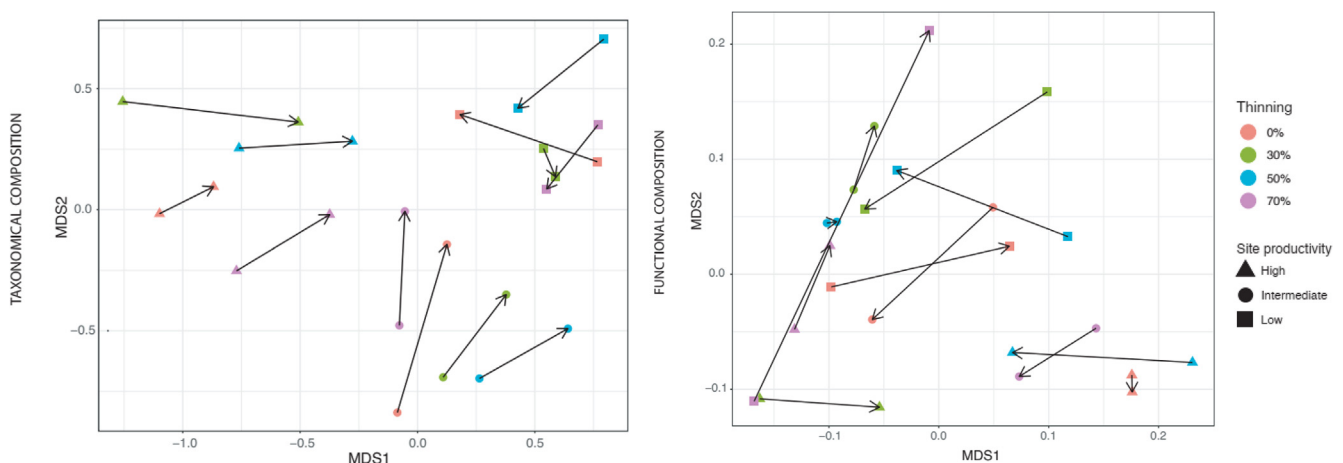 TAXONOMICAL COMPOSITION
MDS2
0.5
0.0
−0.5
−1.0
−0.5
0.0
0.5
MDS1
FUNCTIONAL COMPOSITION
MDS2
0.2
0.1
0.0
−0.1
−0.1
0.0
0.1
0.2
MDS1
Thinning
0%
30%
50%
70%
Site productivity
High
Intermediate
Low